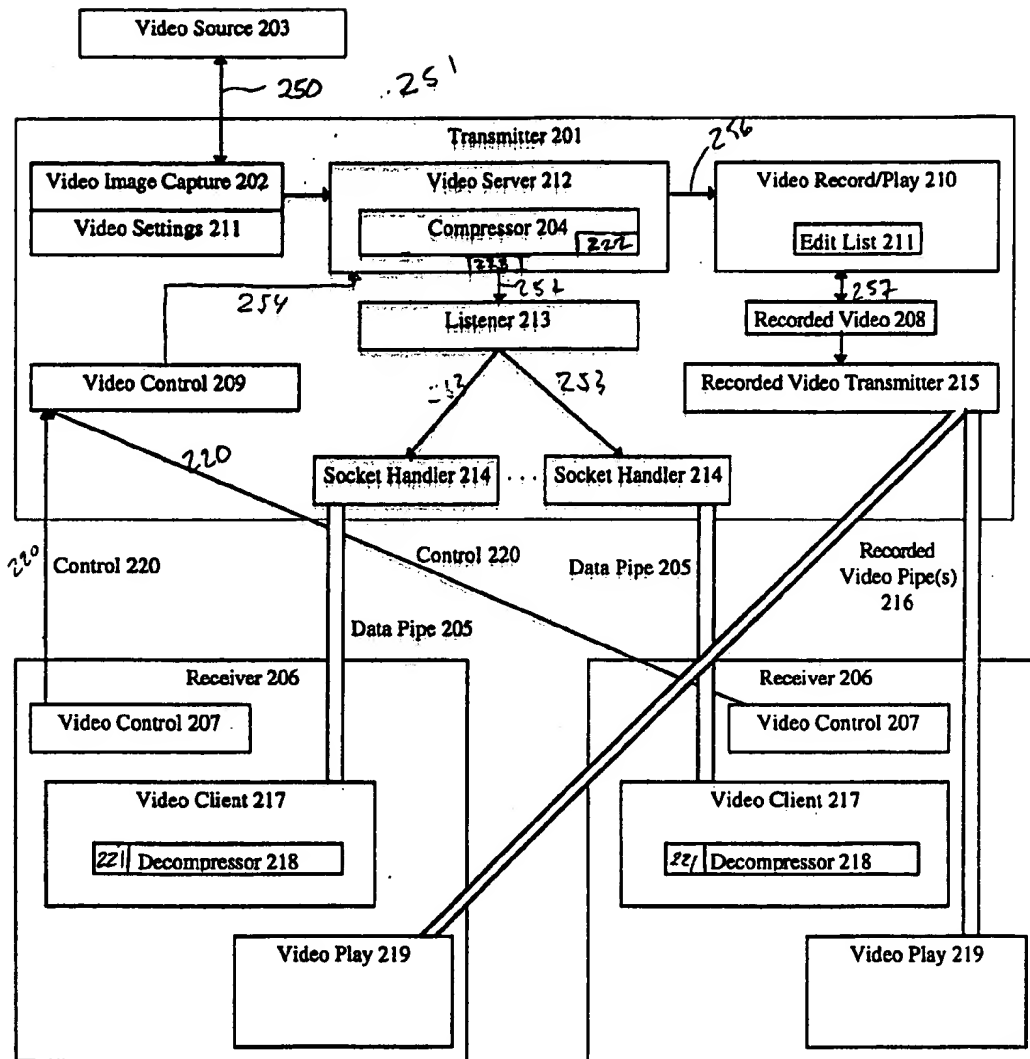 Video Source 203
250
251
Transmitter 201
256
Video Image Capture 202
Video Server 212
Video Record/Play 210
Video Settings 211
Compressor 204
222
Edit List 211
223
254
252
257
Listener 213
Recorded Video 208
Video Control 209
253
253
Recorded Video Transmitter 215
220
Socket Handler 214 ... Socket Handler 214
220
Control 220
Control 220
Data Pipe 205
Recorded
Video Pipe(s)
216
Data Pipe 205
Receiver 206
Receiver 206
Video Control 207
Video Control 207
Video Client 217
Video Client 217
221 Decompressor 218
221 Decompressor 218
Video Play 219
Video Play 219